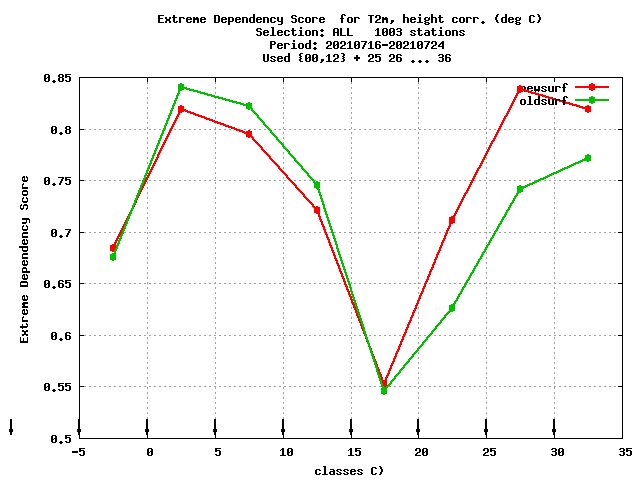 Extreme Dependency Score  for T2m, height corr. (deg C)
Selection: ALL   1003 stations
Period: 20210716-20210724
Used {00,12} + 25 26 ... 36
newsurf
oldsurf
0.85
0.8
0.75
0.7
0.65
0.6
0.55
0.5
Extreme Dependency Score
-5 0 5 10 15 20 25 30 35
classes C)